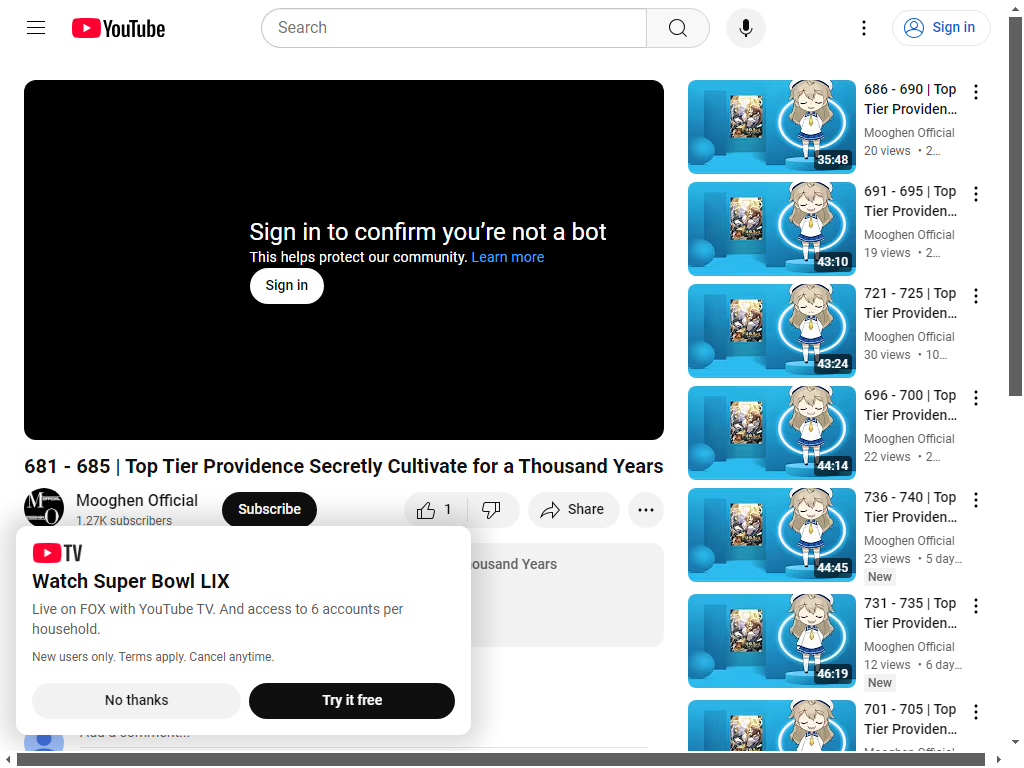 YouTube
Search
Sign in
Sign in to confirm you’re not a bot
This helps protect our community. Learn more
Sign in
681 - 685 | Top Tier Providence Secretly Cultivate for a Thousand Years
Mooghen Official
1.27K subscribers
Subscribe
1
Share
ousand Years
TV
Watch Super Bowl LIX
Live on FOX with YouTube TV. And access to 6 accounts per
household.
New users only. Terms apply. Cancel anytime.
No thanks
Try it free
Add a comment...
35:48
686 - 690 | Top
Tier Providen...
Mooghen Official
20 views • 2...
43:10
691 - 695 | Top
Tier Providen...
Mooghen Official
19 views • 2...
43:24
721 - 725 | Top
Tier Providen...
Mooghen Official
30 views • 10...
44:14
696 - 700 | Top
Tier Providen...
Mooghen Official
22 views • 2...
44:45
736 - 740 | Top
Tier Providen...
Mooghen Official
23 views • 5 day...
New
46:19
731 - 735 | Top
Tier Providen...
Mooghen Official
12 views • 6 day...
New
701 - 705 | Top
Tier Providen...
Mooghen Official